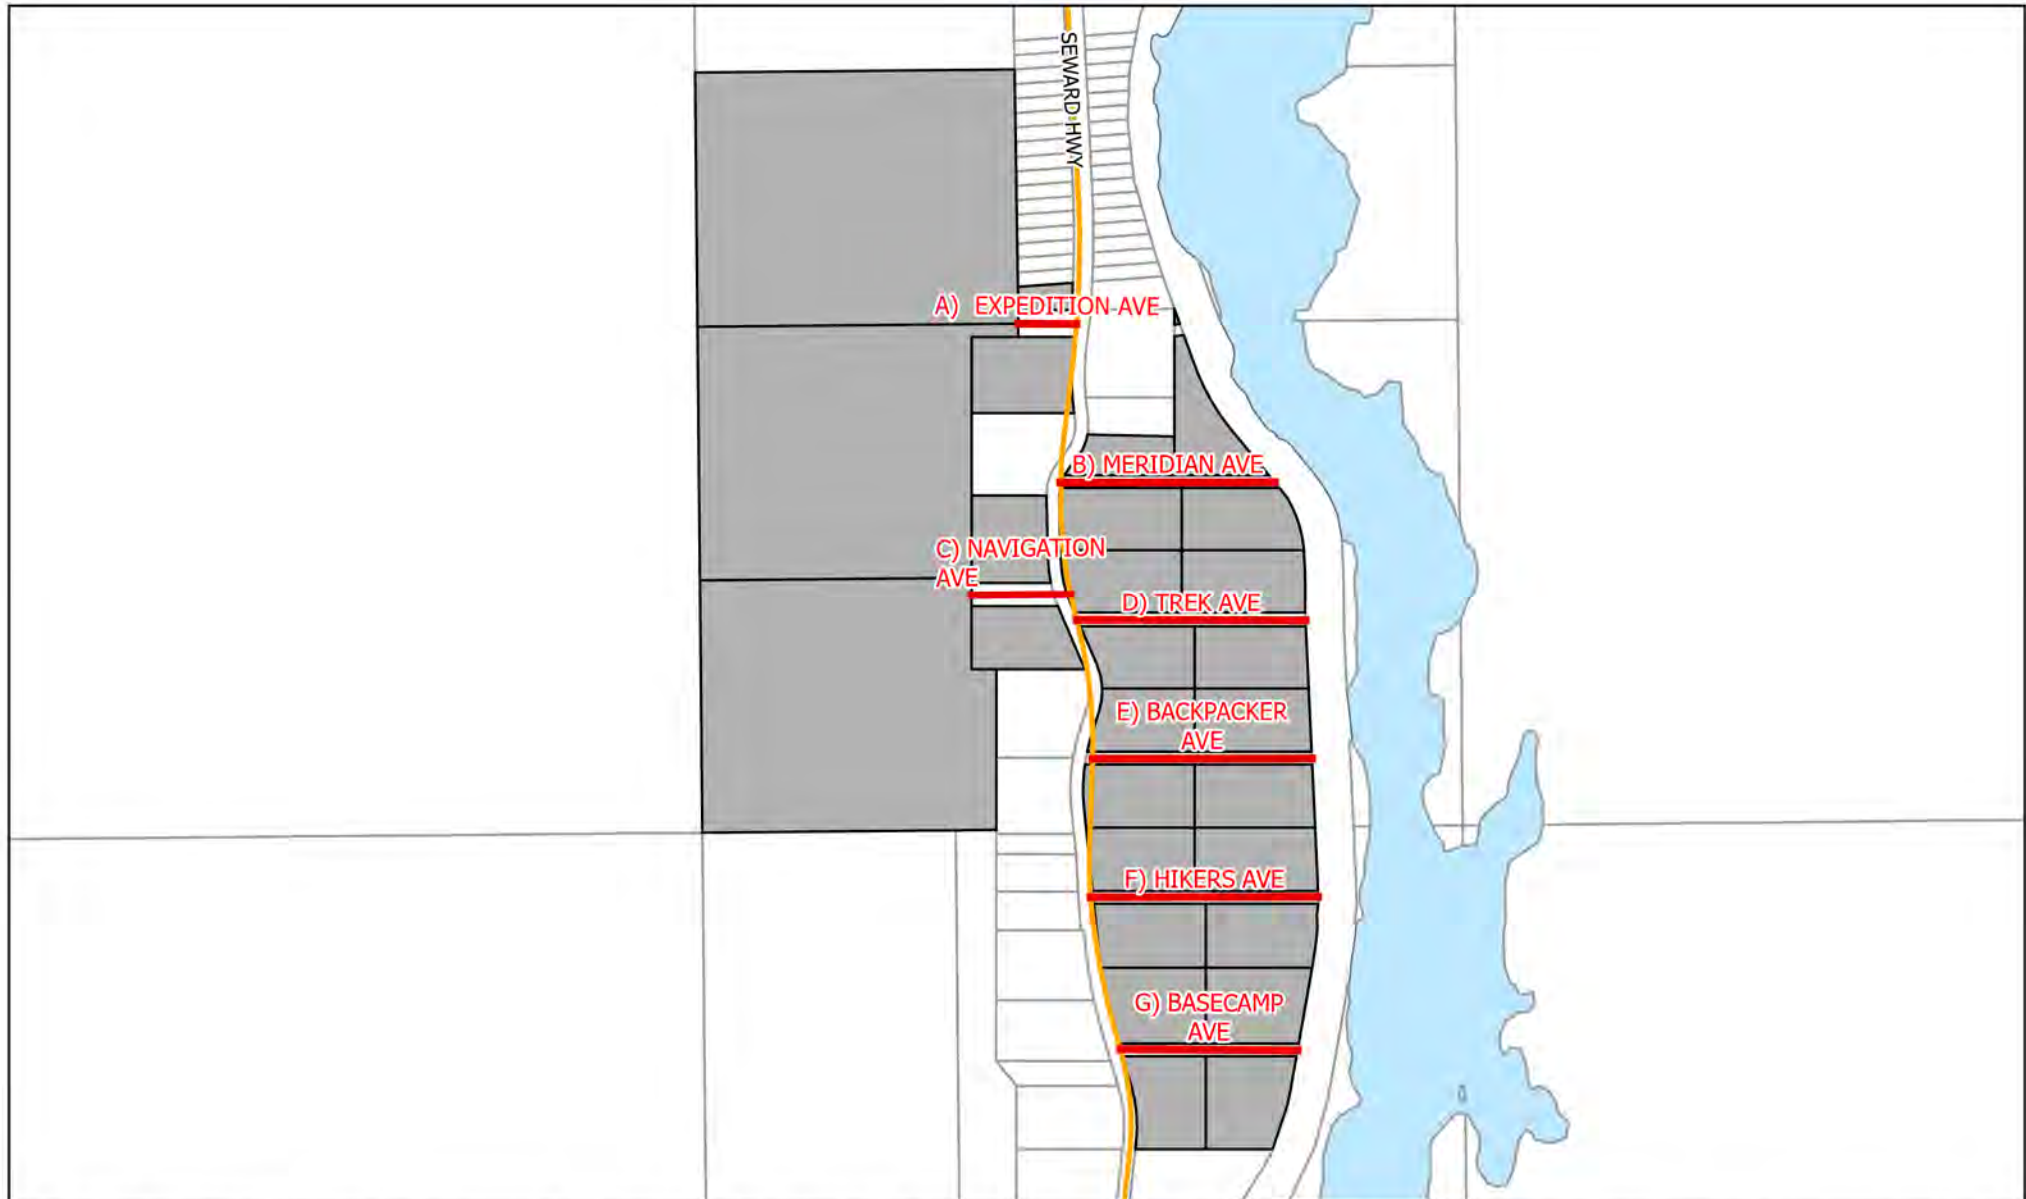 SEWARD HWY
A) EXPEDITION AVE
B) MERIDIAN AVE
C) NAVIGATION
AVE
D) TREK AVE
E) BACKPACKER
AVE
F) HIKERS AVE
G) BASECAMP
AVE